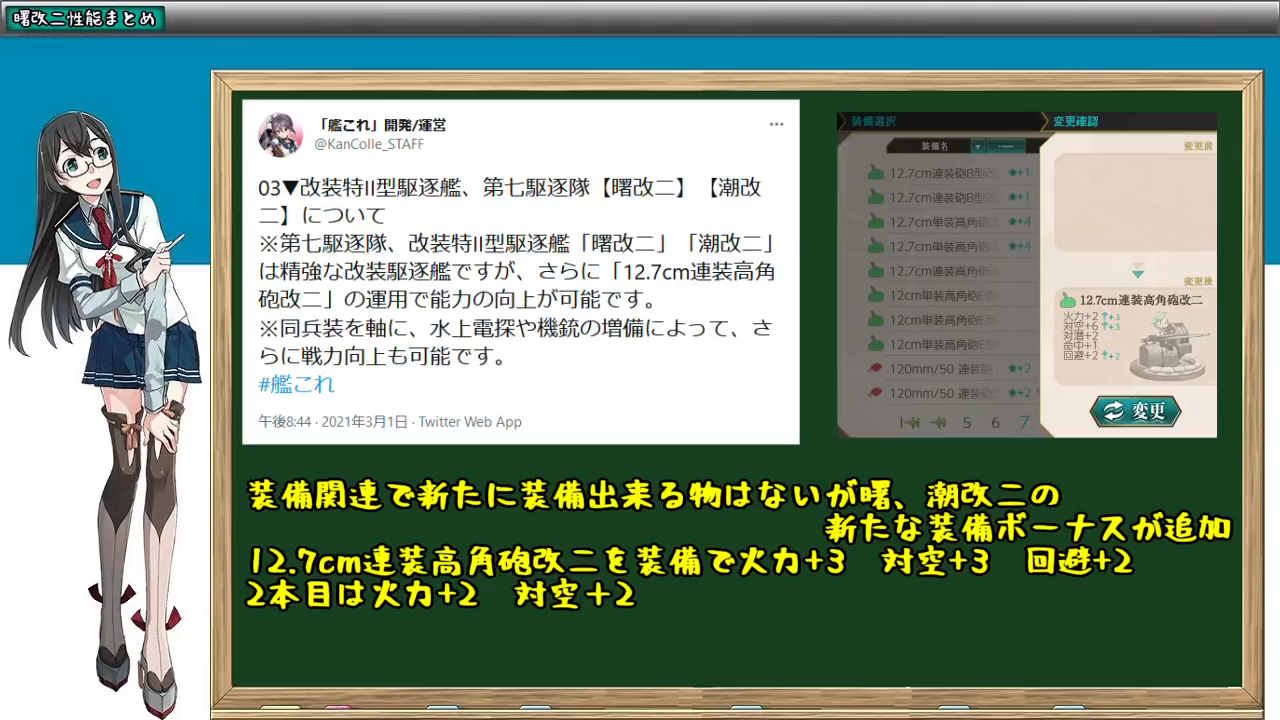 曙改二性能まとめ
「艦これ」開発/運営
@KanColle_STAFF
03▼改装特II型駆逐艦、第七駆逐隊【曙改二】【潮改
二】について
※第七駆逐隊、改装特II型駆逐艦「曙改二」「潮改二」
は精強な改装駆逐艦ですが、さらに「12.7cm連装高角
砲改二」の運用で能力の向上が可能です。
※同兵装を軸に、水上電探や機銃の増備によって、さ
らに戦力向上も可能です。
#艦これ
午後8:44 · 2021年3月1日 · Twitter Web App
装備選択
装備名
12.7cm連装砲B型改 ★+1
12.7cm連装砲B型改 ★+1
12.7cm単装高角砲 ★+4
12.7cm単装高角砲 ★+4
12.7cm連装高角砲
12cm単装高角砲E型
12cm単装高角砲E型
12cm単装高角砲E型
120mm/50 連装砲 ★+2
120mm/50 連装砲 ★+2
5 6 7
変更確認
変更前
変更後
12.7cm連装高角砲改二
火力+2 +3
対空+6 +3
対潜+2
命中+1
回避+2 +2
変更
装備関連で新たに装備出来る物はないが曙、潮改二の
新たな装備ボーナスが追加
12.7cm連装高角砲改二を装備で火力+3 対空+3 回避+2
2本目は火力+2 対空+2